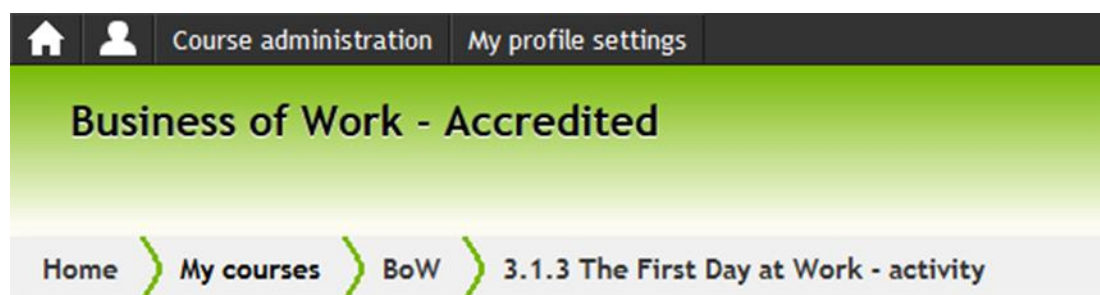 Course administration My profile settings
Business of Work - Accredited
Home My courses BoW 3.1.3 The First Day at Work - activity